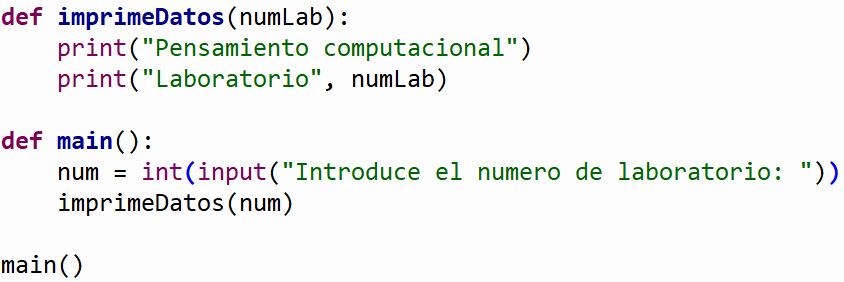 def imprimeDatos(numLab):
    print("Pensamiento computacional")
    print("Laboratorio", numLab)

def main():
    num = int(input("Introduce el numero de laboratorio: "))
    imprimeDatos(num)

main()